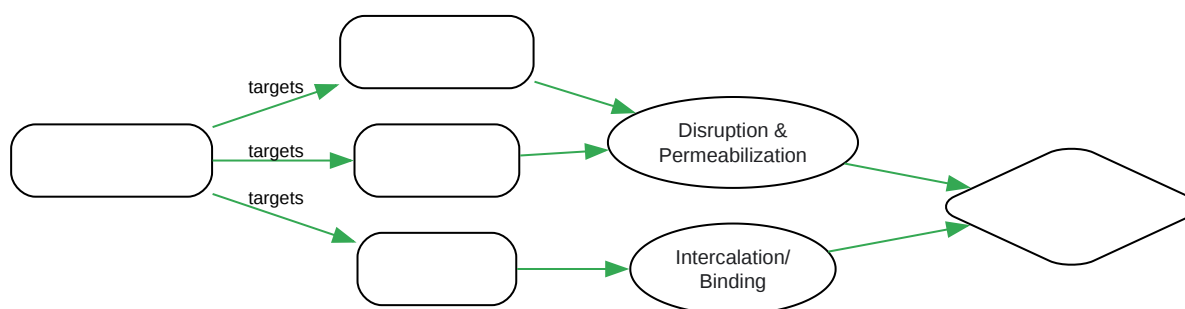 targets
targets
targets
Disruption &
Permeabilization
Intercalation/
Binding